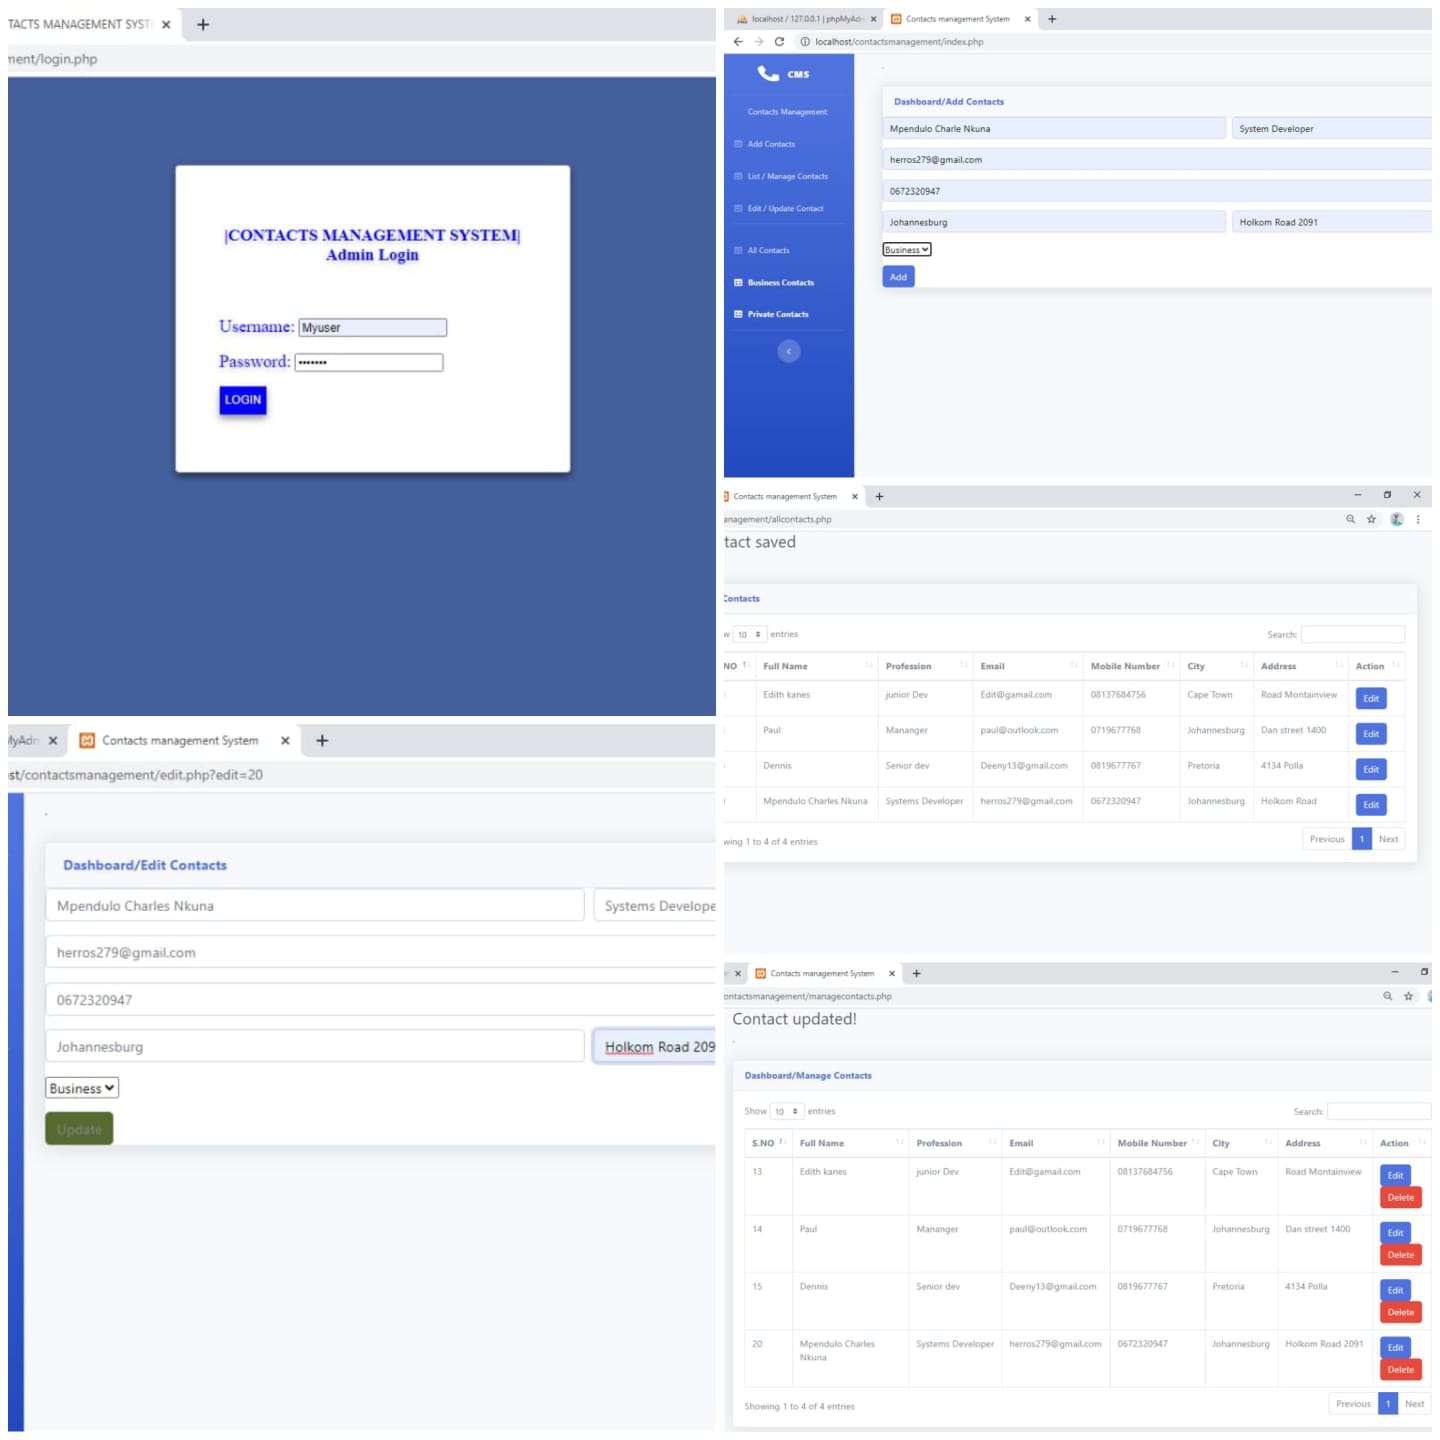 TACTS MANAGEMENT SYST
ment/login.php
|CONTACTS MANAGEMENT SYSTEM|
Admin Login
Username: Myuser
Password: •••••••
LOGIN
localhost / 127.0.0.1 | phpMyAdm
Contacts management System
localhost/contactsmanagement/index.php
CMS
Contacts Management
Add Contacts
List / Manage Contacts
Edit / Update Contact
All Contacts
Business Contacts
Private Contacts
Dashboard/Add Contacts
Mpendulo Charle Nkuna System Developer
herros279@gmail.com
0672320947
Johannesburg Holkom Road 2091
Business
Add
Contacts management System
anagement/allcontacts.php
tact saved
Contacts
w 10 entries Search:
NO Full Name Profession Email Mobile Number City Address Action
Edith kanes junior Dev Edit@gamail.com 08137684756 Cape Town Road Montainview Edit
Paul Mananger paul@outlook.com 0719677768 Johannesburg Dan street 1400 Edit
Dennis Senior dev Deeny13@gmail.com 0819677767 Pretoria 4134 Polla Edit
Mpendulo Charles Nkuna Systems Developer herros279@gmail.com 0672320947 Johannesburg Holkom Road Edit
wing 1 to 4 of 4 entries Previous 1 Next
MyAdm Contacts management System
st/contactsmanagement/edit.php?edit=20
Dashboard/Edit Contacts
Mpendulo Charles Nkuna Systems Develope
herros279@gmail.com
0672320947
Johannesburg Holkom Road 209
Business
Update
Contacts management System
ontactsmanagement/managecontacts.php
Contact updated!
Dashboard/Manage Contacts
Show 10 entries Search:
S.NO Full Name Profession Email Mobile Number City Address Action
13 Edith kanes junior Dev Edit@gamail.com 08137684756 Cape Town Road Montainview Edit
Delete
14 Paul Mananger paul@outlook.com 0719677768 Johannesburg Dan street 1400 Edit
Delete
15 Dennis Senior dev Deeny13@gmail.com 0819677767 Pretoria 4134 Polla Edit
Delete
20 Mpendulo Charles Systems Developer herros279@gmail.com 0672320947 Johannesburg Holkom Road 2091 Edit
Nkuna Delete
Showing 1 to 4 of 4 entries Previous 1 Next